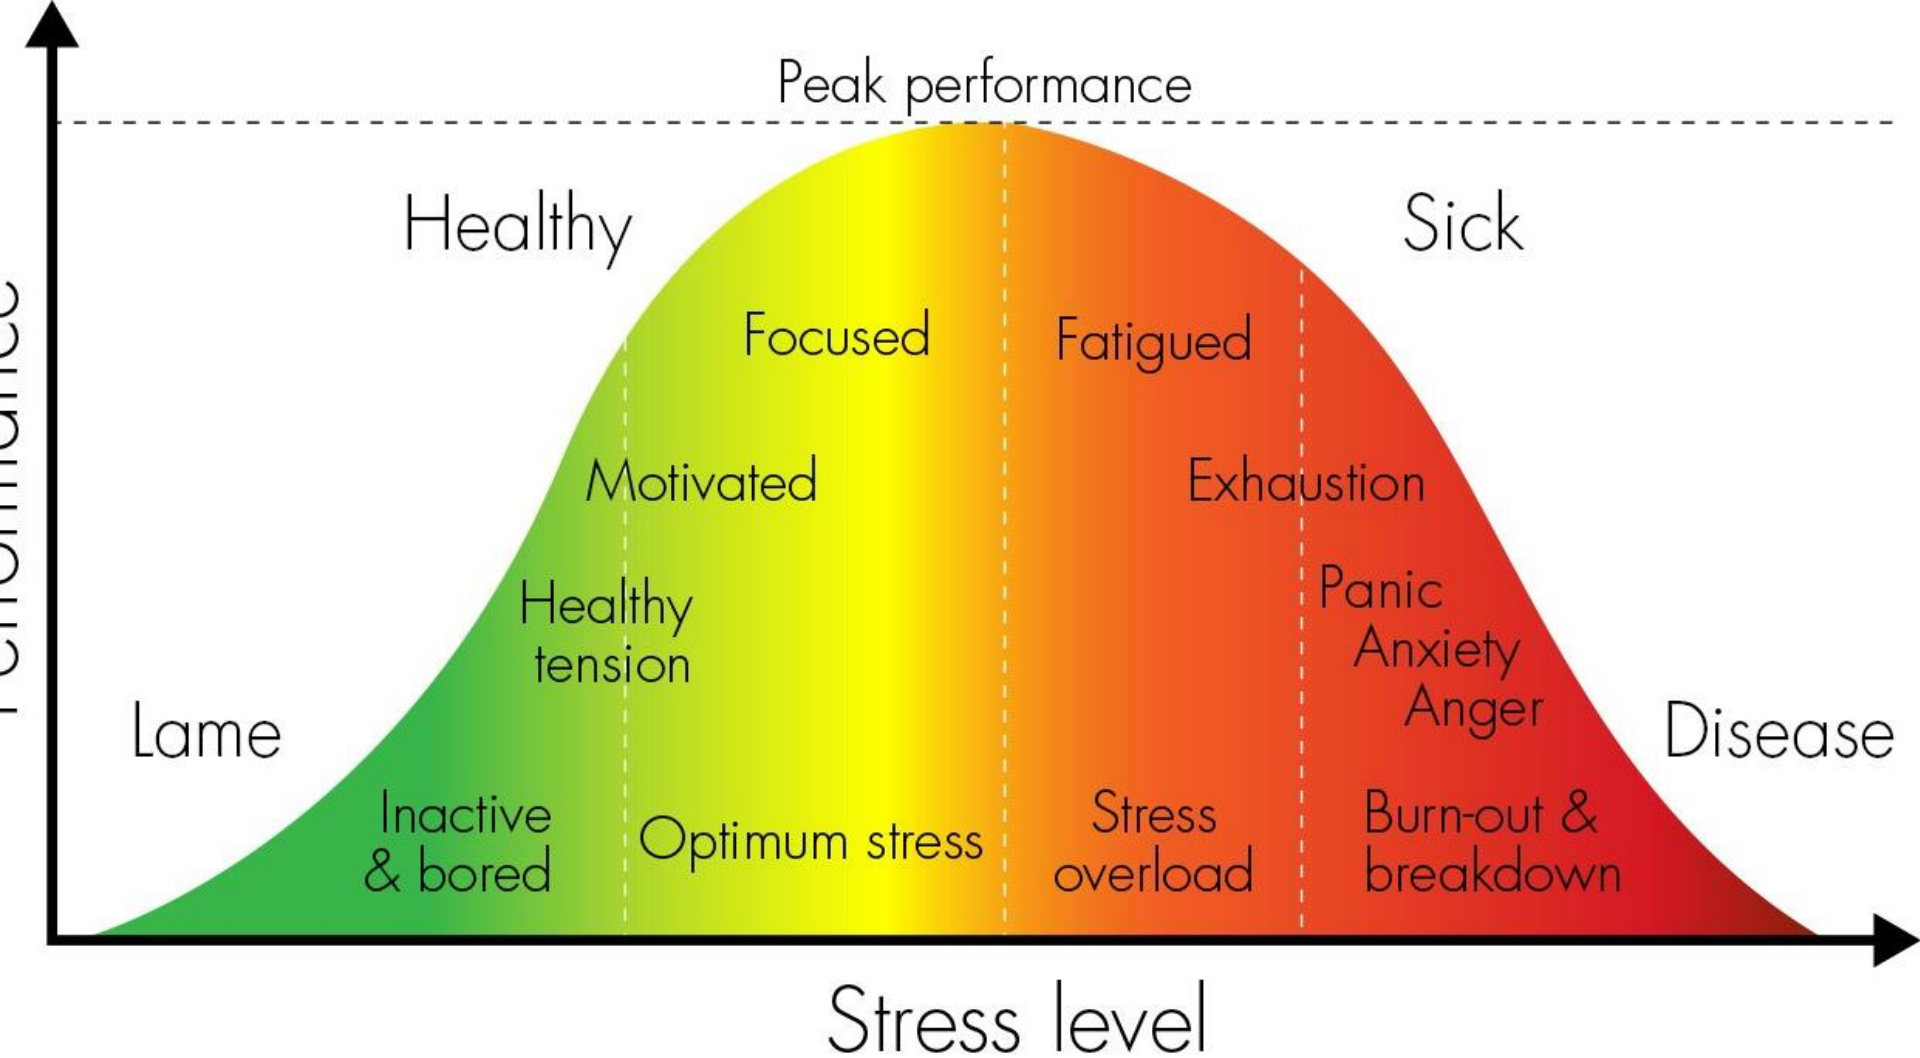 Peak performance
Healthy
Sick
Focused
Fatigued
Motivated
Exhaustion
Healthy
tension
Panic
Anxiety
Anger
Lame
Disease
Inactive
& bored
Optimum stress
Stress
overload
Burn-out &
breakdown
Performance
Stress level